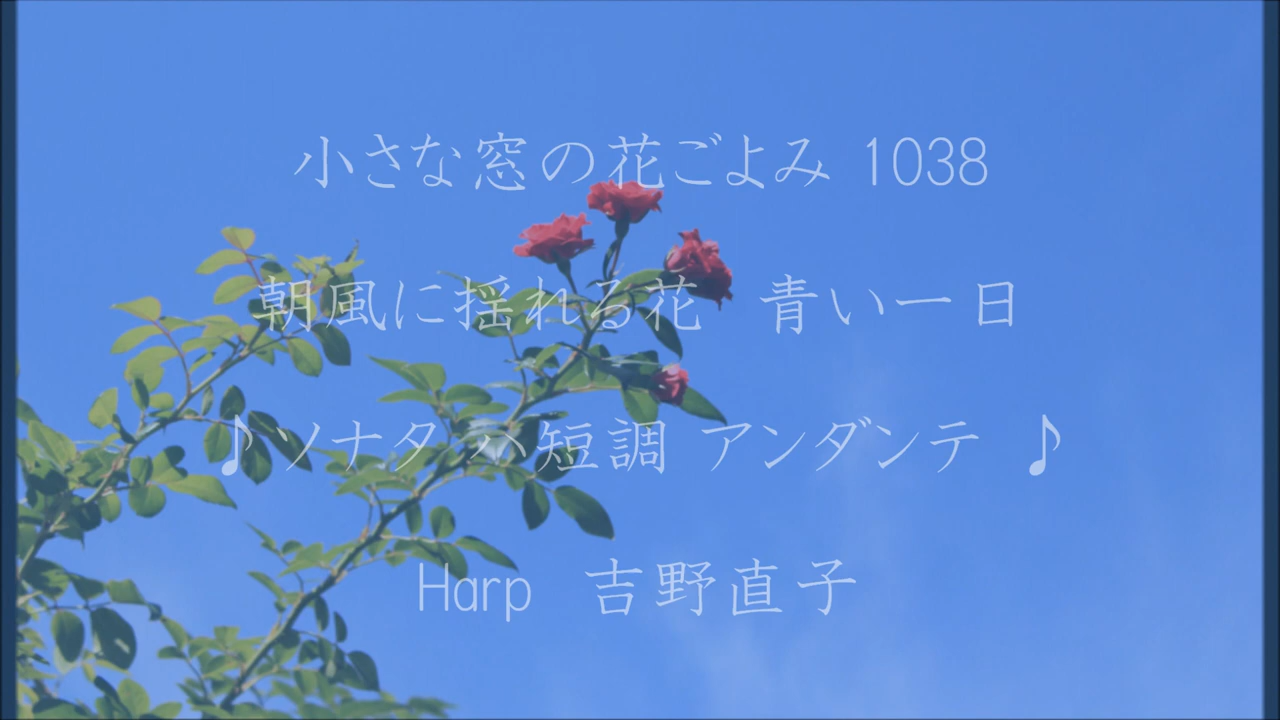 小さな窓の花ごよみ 1038
朝風に揺れる花　青い一日
♪ソナタ ハ短調 アンダンテ ♪
Harp　吉野直子